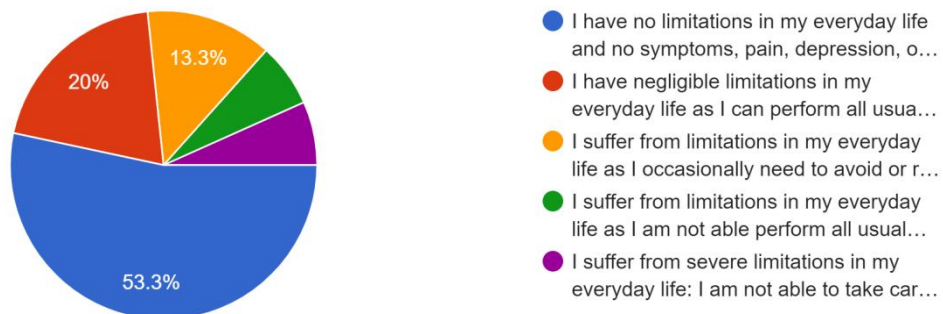 20%
13.3%
53.3%
I have no limitations in my everyday life
and no symptoms, pain, depression, o…
I have negligible limitations in my
everyday life as I can perform all usua…
I suffer from limitations in my everyday
life as I occasionally need to avoid or r…
I suffer from limitations in my everyday
life as I am not able perform all usual…
I suffer from severe limitations in my
everyday life: I am not able to take car…